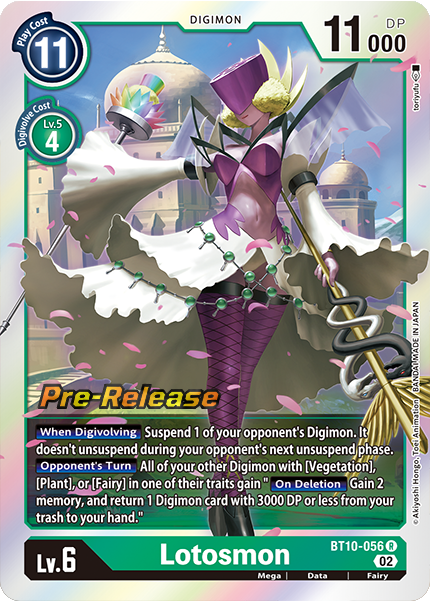 Play Cost
11
DIGIMON
11000
DP
Digivolve Cost
Lv.5
4
toriyufu
Pre-Release
When Digivolving Suspend 1 of your opponent's Digimon. It
doesn't unsuspend during your opponent's next unsuspend phase.
Opponent's Turn All of your other Digimon with [Vegetation],
[Plant], or [Fairy] in one of their traits gain " On Deletion Gain 2
memory, and return 1 Digimon card with 3000 DP or less from your
trash to your hand."
©Akiyoshi Hongo, Toei Animation • BANDAI MADE IN JAPAN
Lv.6
Lotosmon
BT10-056 R
02
Mega | Data | Fairy